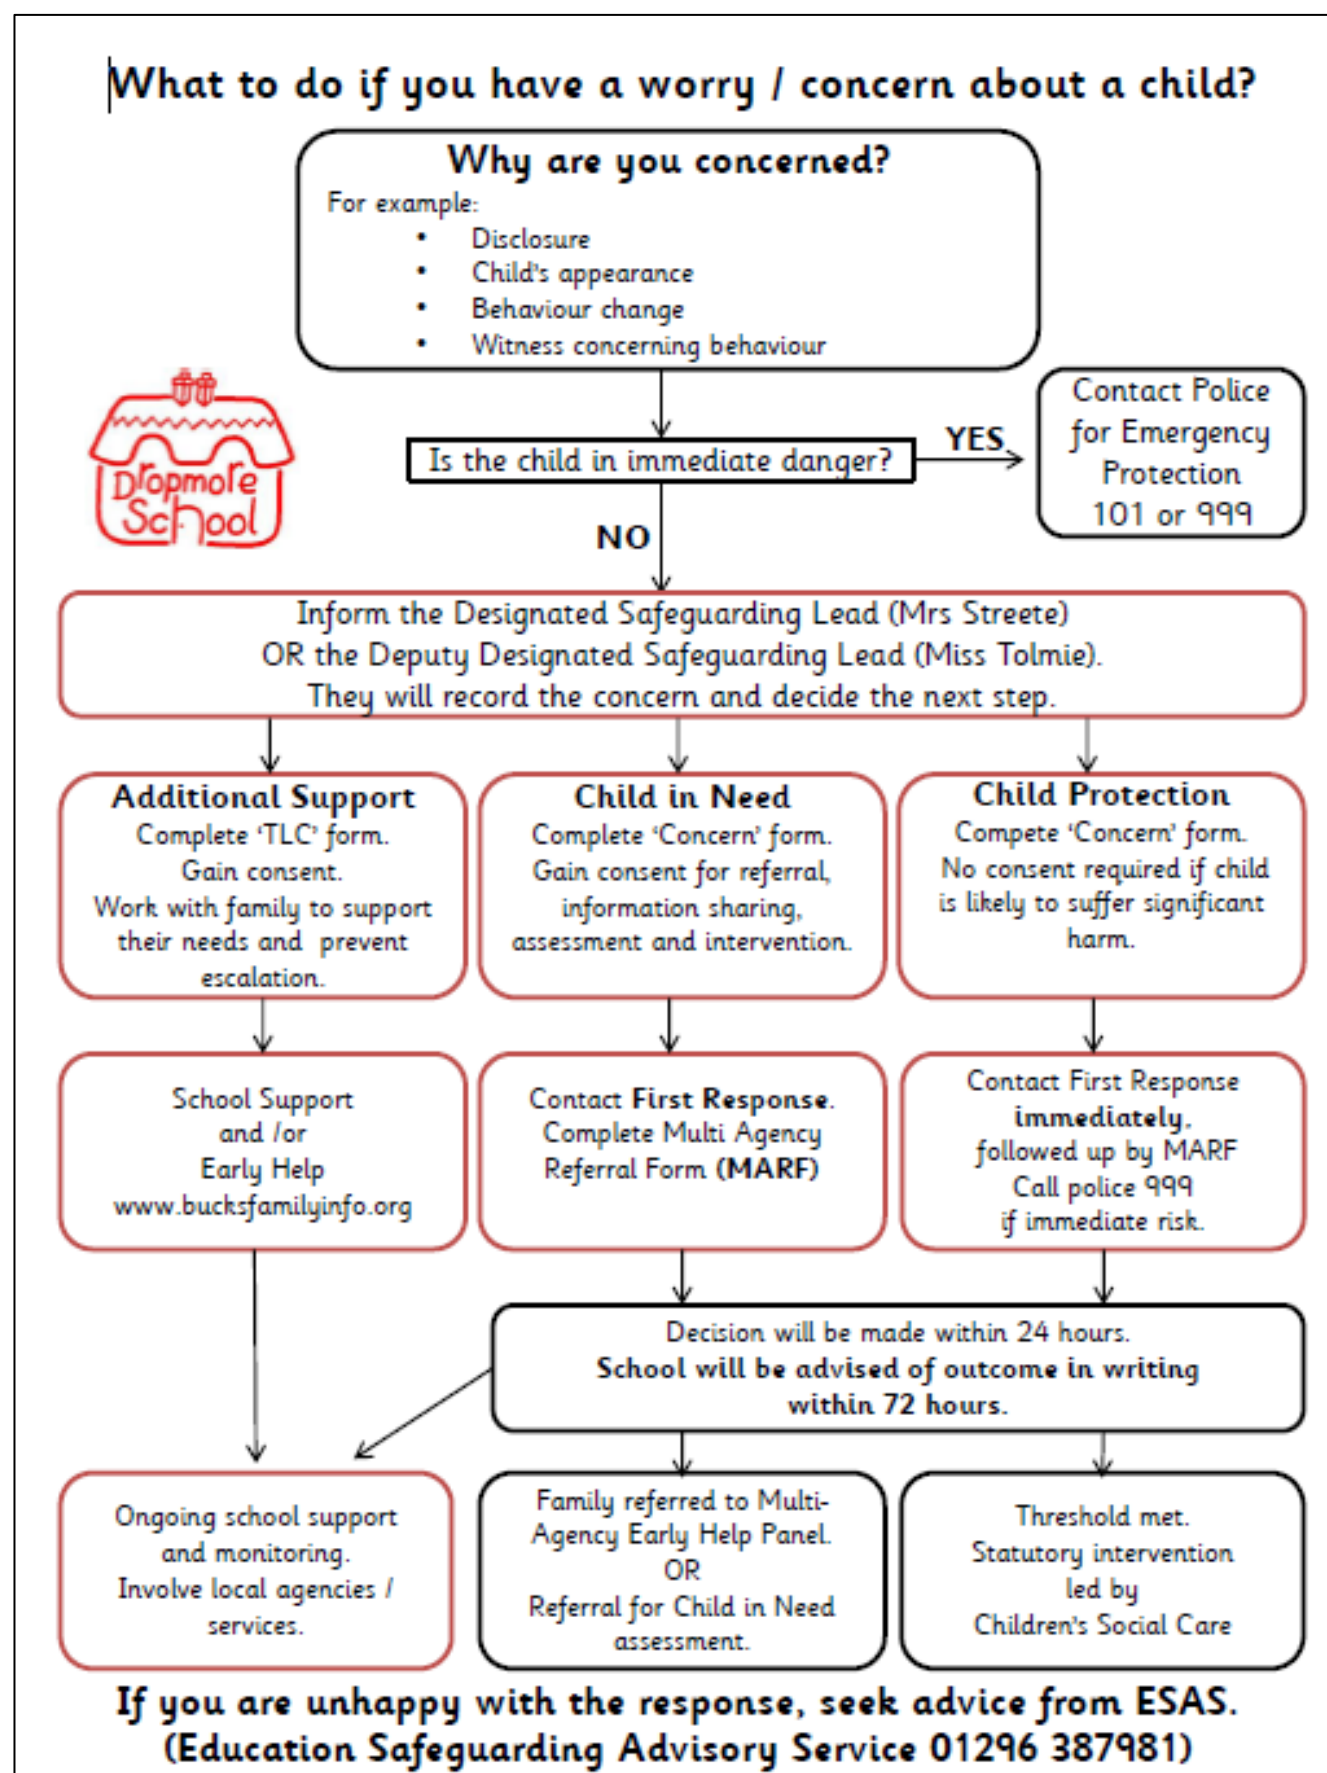 What to do if you have a worry / concern about a child?
Why are you concerned?
For example:
• Disclosure
• Child's appearance
• Behaviour change
• Witness concerning behaviour
Dropmore
School
Is the child in immediate danger?
YES
Contact Police
for Emergency
Protection
101 or 999
NO
Inform the Designated Safeguarding Lead (Mrs Streete)
OR the Deputy Designated Safeguarding Lead (Miss Tolmie).
They will record the concern and decide the next step.
Additional Support
Complete 'TLC' form.
Gain consent.
Work with family to support
their needs and prevent
escalation.
Child in Need
Complete 'Concern' form.
Gain consent for referral,
information sharing,
assessment and intervention.
Child Protection
Compete 'Concern' form.
No consent required if child
is likely to suffer significant
harm.
School Support
and /or
Early Help
www.bucksfamilyinfo.org
Contact First Response.
Complete Multi Agency
Referral Form (MARF)
Contact First Response
immediately,
followed up by MARF
Call police 999
if immediate risk.
Decision will be made within 24 hours.
School will be advised of outcome in writing
within 72 hours.
Ongoing school support
and monitoring.
Involve local agencies /
services.
Family referred to Multi-
Agency Early Help Panel.
OR
Referral for Child in Need
assessment.
Threshold met.
Statutory intervention
led by
Children's Social Care
If you are unhappy with the response, seek advice from ESAS.
(Education Safeguarding Advisory Service 01296 387981)